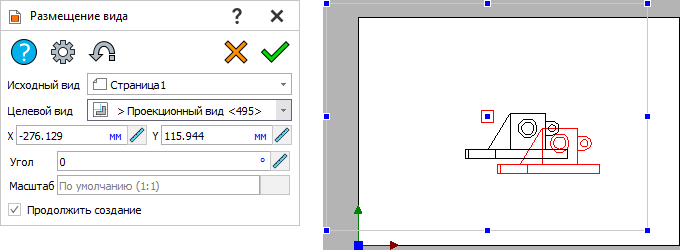 Размещение вида ? ×
?
Исходный вид Страница1
Целевой вид > Проекционный вид <495>
X -276.129 мм Y 115.944 мм
Угол 0 °
Масштаб По умолчанию (1:1)
Продолжить создание